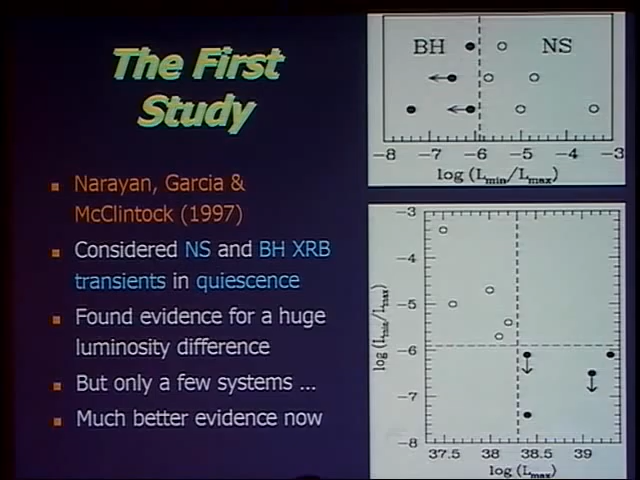 The First
Study
Narayan, Garcia &
McClintock (1997)
Considered NS and BH XRB
transients in quiescence
Found evidence for a huge
luminosity difference
But only a few systems ...
Much better evidence now
BH NS
-8 -7 -6 -5 -4 -3
log (Lmin/Lmax)
-3
-4
-5
-6
-7
-8
log (Lmin/Lmax)
37.5 38 38.5 39
log (Lmax)